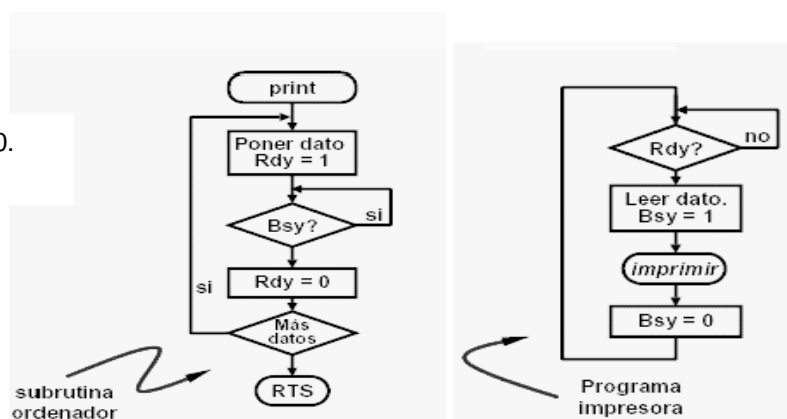 0.
print
Poner dato
Rdy = 1
Bsy?
si
Rdy = 0
si
Más
datos
RTS
subrutina
ordenador
Rdy?
no
Leer dato.
Bsy = 1
imprimir
Bsy = 0
Programa
impresora